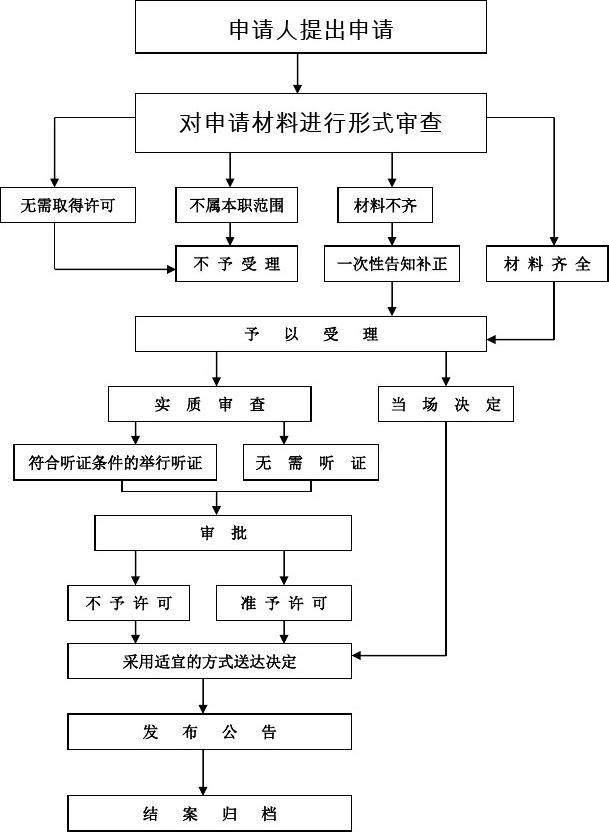 申请人提出申请
对申请材料进行形式审查
无需取得许可
不属本职范围
材料不齐
不予受理
一次性告知补正
材料齐全
予以受理
实质审查
当场决定
符合听证条件的举行听证
无需听证
审批
不予许可
准予许可
采用适宜的方式送达决定
发布公告
结案归档